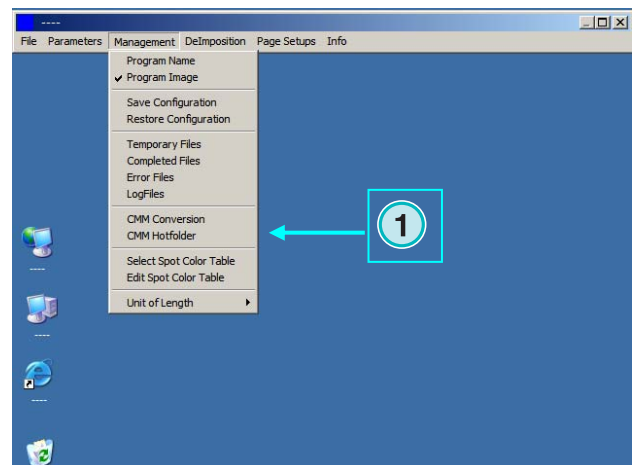 ----
File Parameters Management DeImposition Page Setups Info
Program Name
Program Image
Save Configuration
Restore Configuration
Temporary Files
Completed Files
Error Files
LogFiles
CMM Conversion
CMM Hotfolder
1
Select Spot Color Table
Edit Spot Color Table
----
Unit of Length
----
----